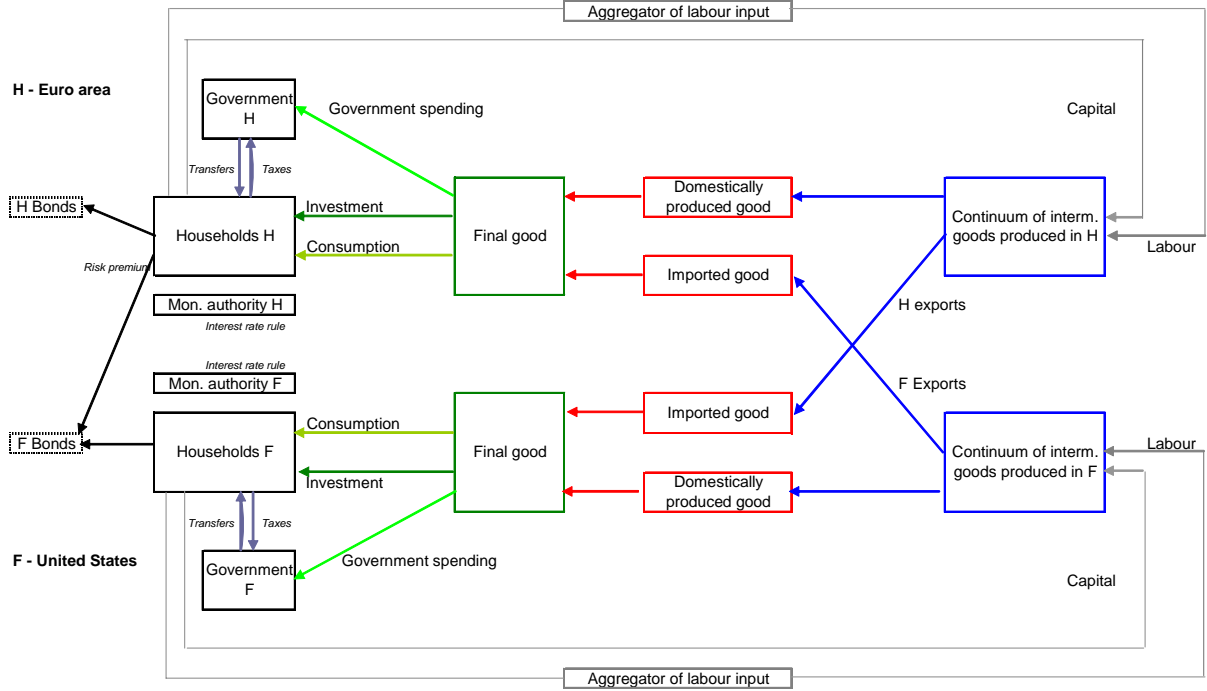 Aggregator of labour input
H - Euro area
Government
H
Government spending
Capital
Transfers
Taxes
H Bonds
Households H
Investment
Consumption
Final good
Domestically
produced good
Imported good
Continuum of interm.
goods produced in H
Labour
Risk premium
Mon. authority H
Interest rate rule
H exports
Interest rate rule
Mon. authority F
F Exports
F Bonds
Households F
Consumption
Investment
Final good
Imported good
Domestically
produced good
Continuum of interm.
goods produced in F
Labour
Transfers
Taxes
F - United States
Government
F
Government spending
Capital
Aggregator of labour input